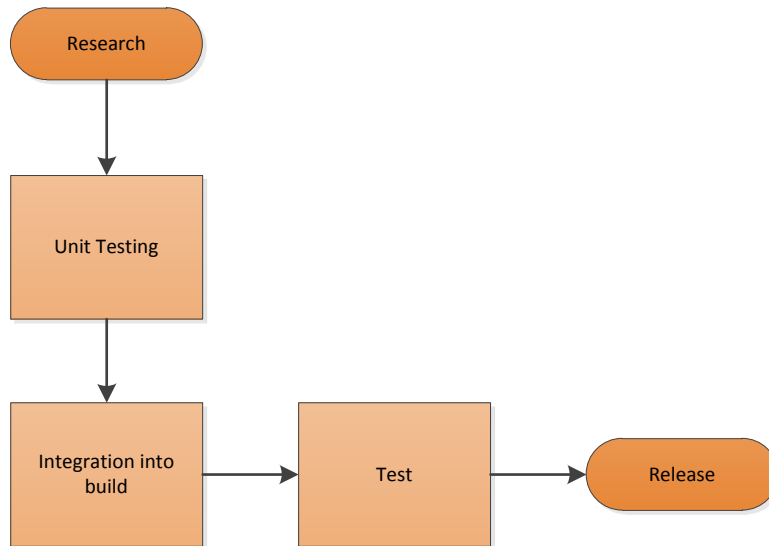 Research
Unit Testing
Integration into
build
Test
Release